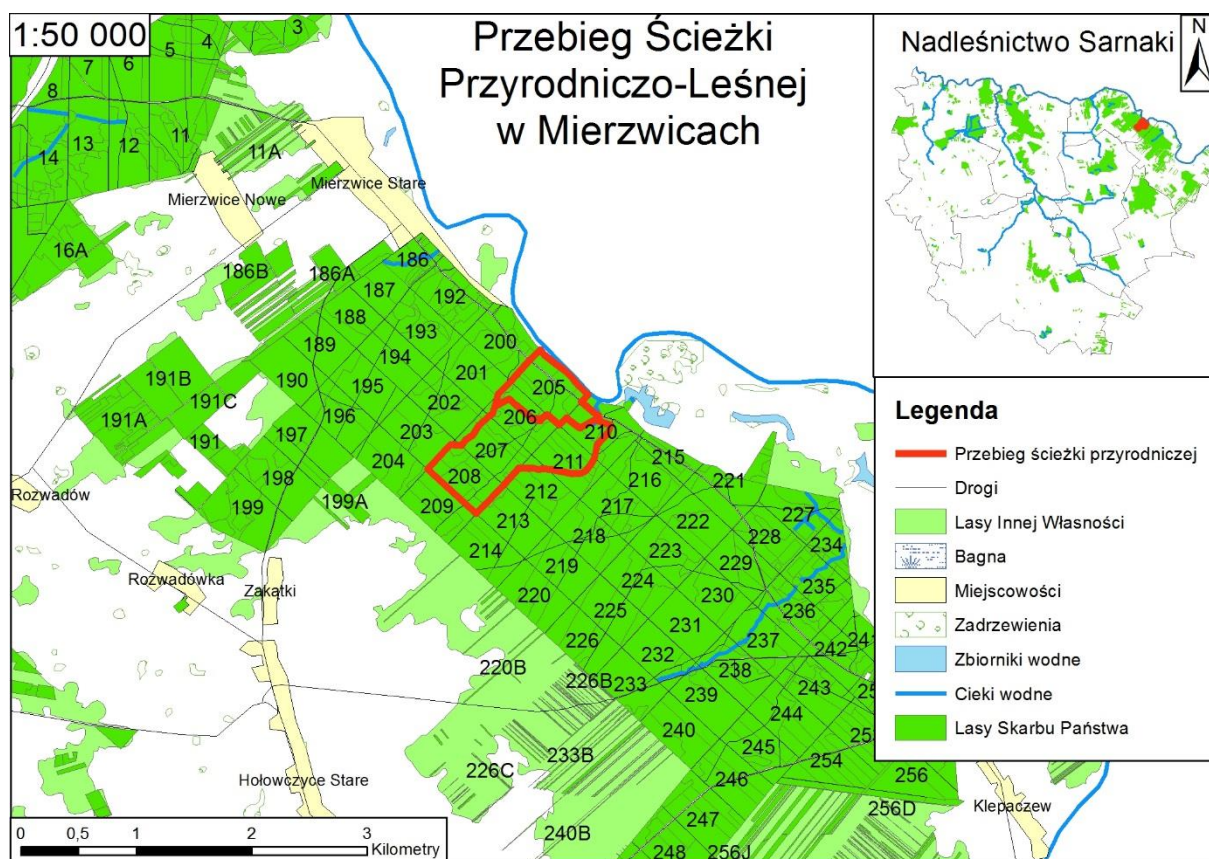 1:50 000
Przebieg Ścieżki
Przyrodniczo-Leśnej
w Mierzwicach
Nadleśnictwo Sarnaki
N
3
4
5
6
7
8
11
12
13
14
11A
Mierzwice Nowe
Mierzwice Stare
16A
186B
186A
186
187
192
188
193
200
189
194
201
205
190
195
202
206
210
191B
191C
191A
191
196
203
207
211
215
197
204
208
212
216
221
198
199
199A
209
213
217
222
227
Rozwadów
214
218
223
228
234
219
224
229
235
Rozwadówka
Zakątki
220
225
230
236
226
231
237
241
220B
226B
232
238
242
233
239
243
240
244
233B
226C
245
254
246
256
Hołowczyce Stare
240B
247
256D
248
256J
Klepaczew
Legenda
Przebieg ścieżki przyrodniczej
Drogi
Lasy Innej Własności
Bagna
Miejscowości
Zadrzewienia
Zbiorniki wodne
Cieki wodne
Lasy Skarbu Państwa
0 0,5 1 2 3
Kilometry